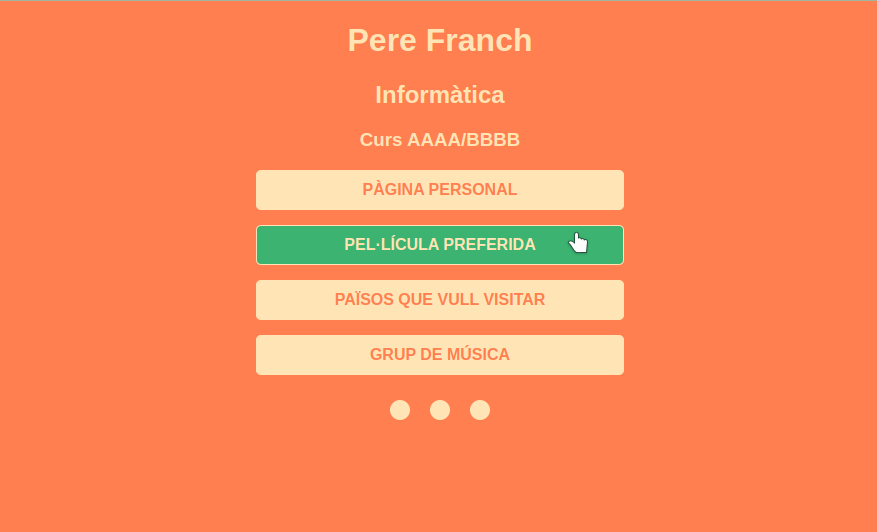 Pere Franch
Informàtica
Curs AAAA/BBBB
PÀGINA PERSONAL
PEL·LÍCULA PREFERIDA
PAÏSOS QUE VULL VISITAR
GRUP DE MÚSICA